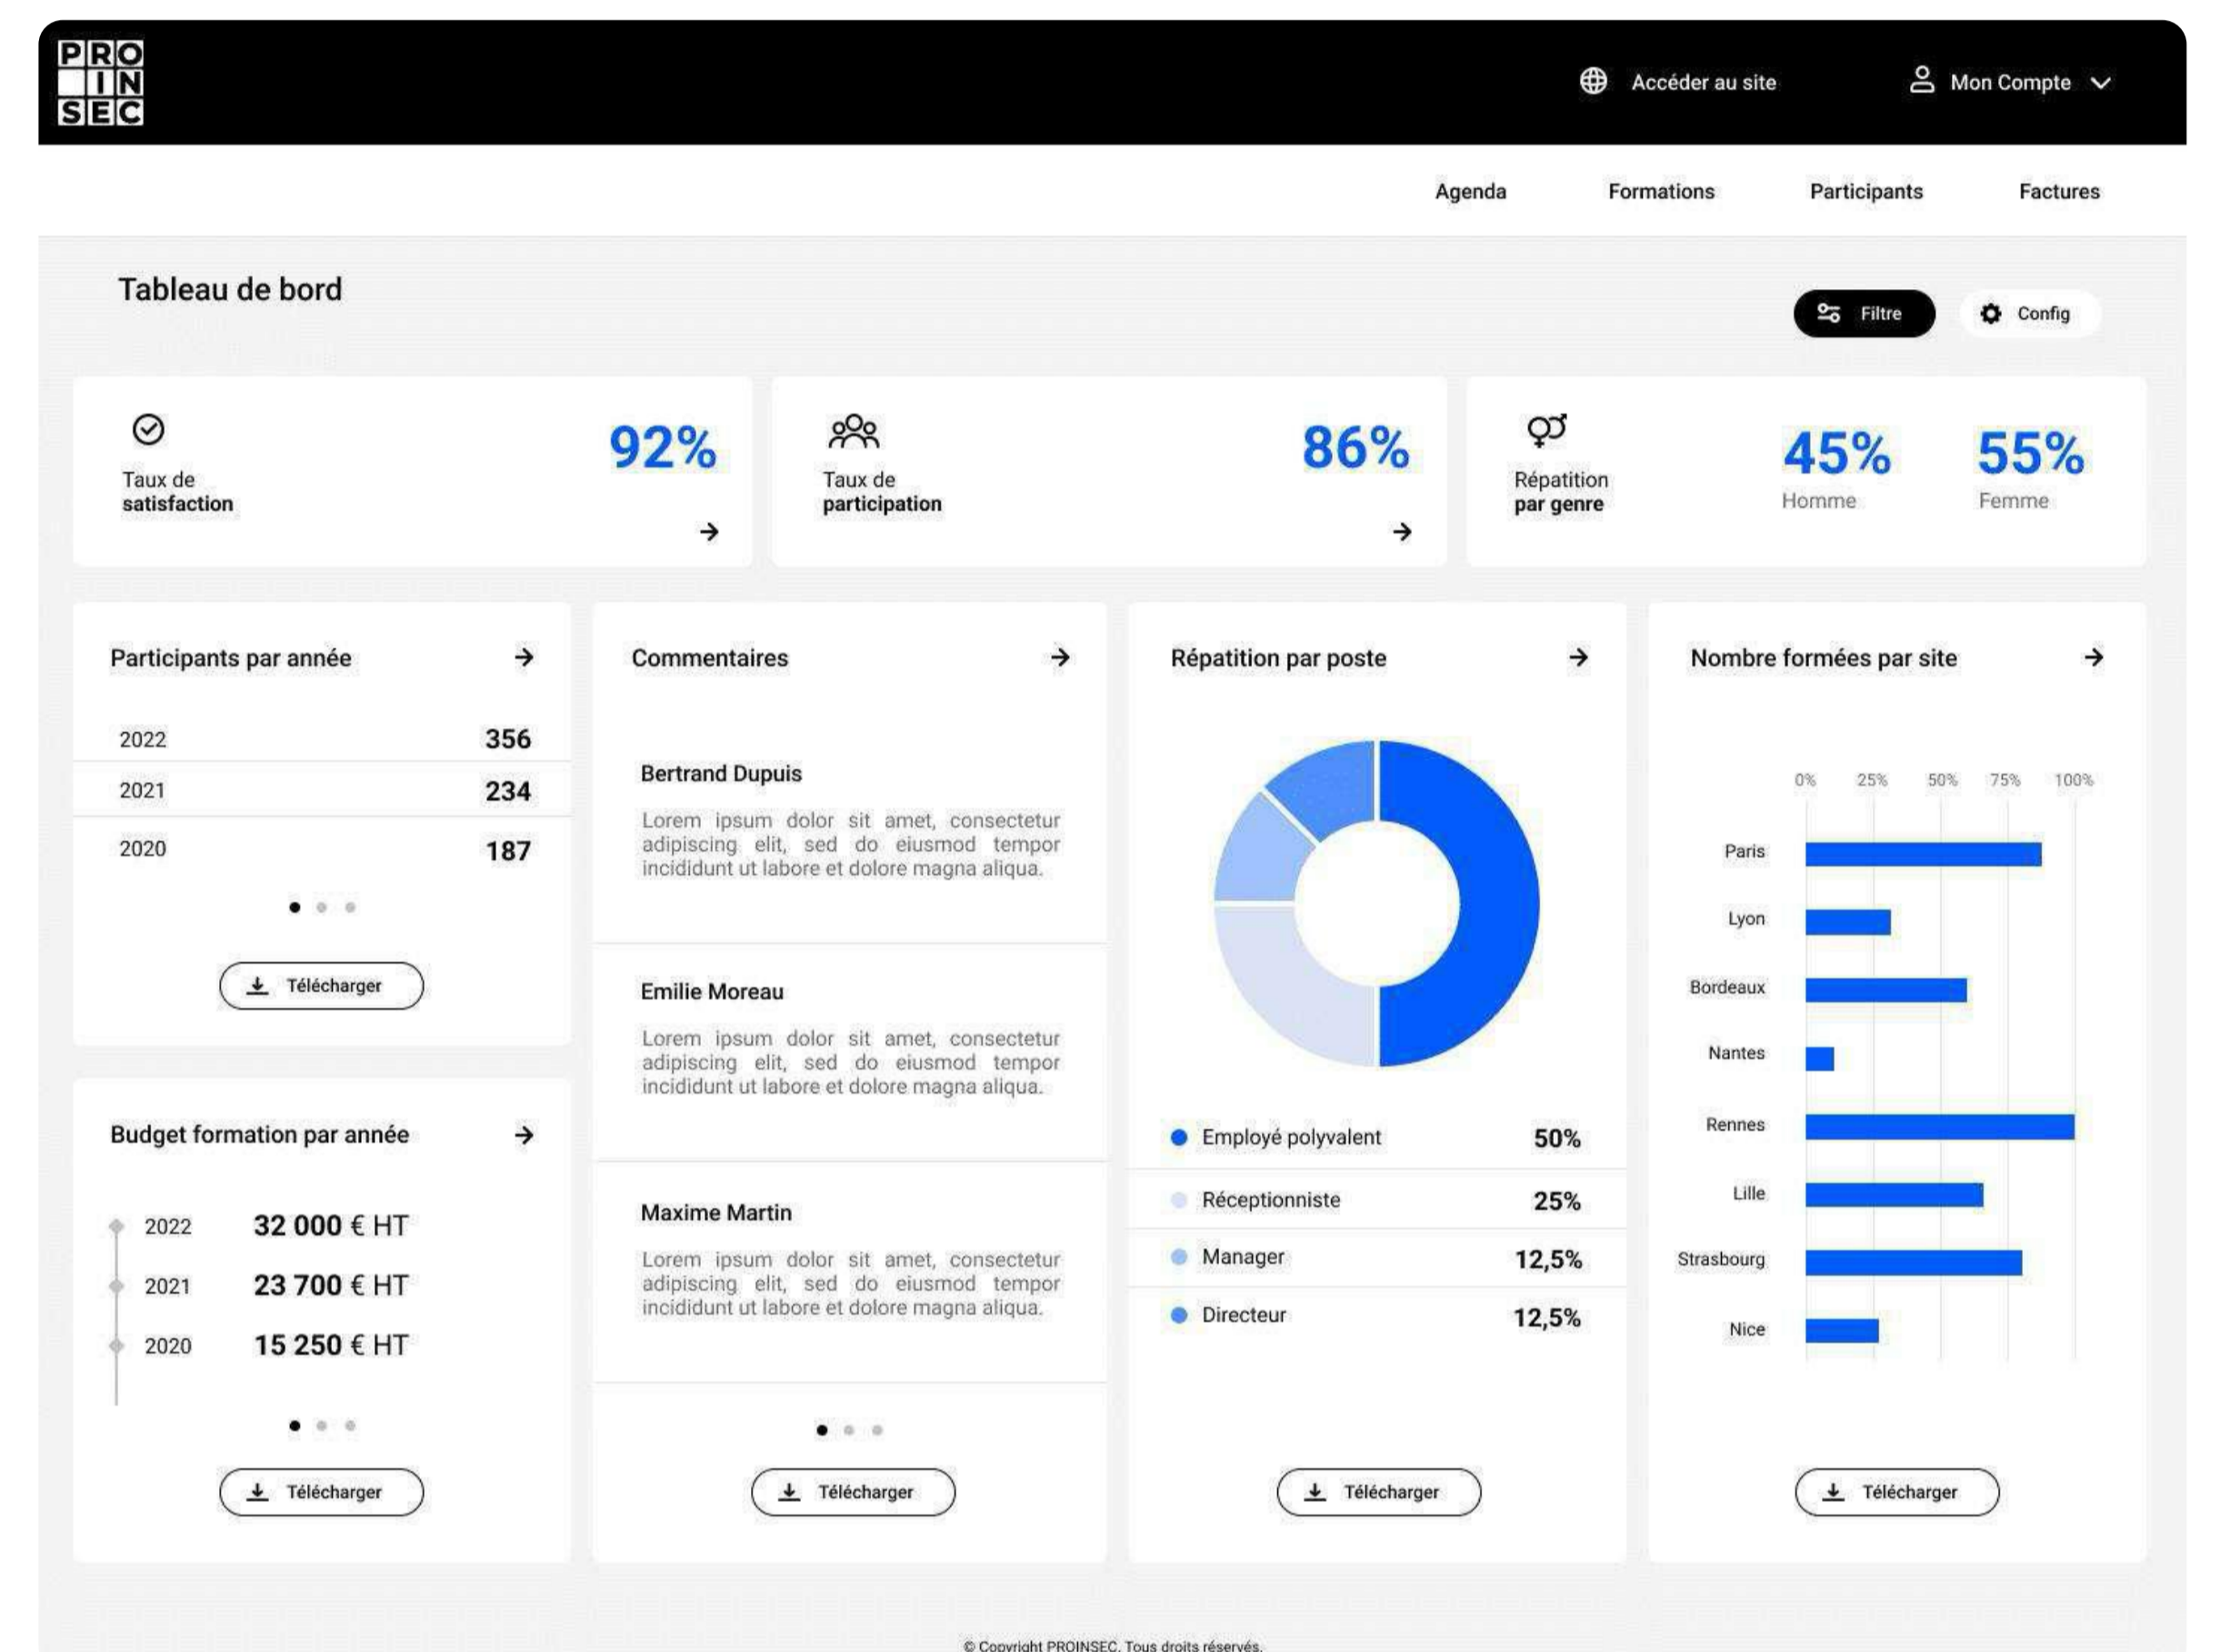 PRO
IN
SEC
Accéder au site
Mon Compte
Agenda
Formations
Participants
Factures
Tableau de bord
Filtre
Config
Taux de
satisfaction
92%
Taux de
participation
86%
Répatition
par genre
45%
Homme
55%
Femme
Participants par année
2022 356
2021 234
2020 187
Télécharger
Budget formation par année
2022 32 000 € HT
2021 23 700 € HT
2020 15 250 € HT
Télécharger
Commentaires
Bertrand Dupuis
Lorem ipsum dolor sit amet, consectetur
adipiscing elit, sed do eiusmod tempor
incididunt ut labore et dolore magna aliqua.
Emilie Moreau
Lorem ipsum dolor sit amet, consectetur
adipiscing elit, sed do eiusmod tempor
incididunt ut labore et dolore magna aliqua.
Maxime Martin
Lorem ipsum dolor sit amet, consectetur
adipiscing elit, sed do eiusmod tempor
incididunt ut labore et dolore magna aliqua.
Télécharger
Répatition par poste
Employé polyvalent 50%
Réceptionniste 25%
Manager 12,5%
Directeur 12,5%
Télécharger
Nombre formées par site
0% 25% 50% 75% 100%
Paris
Lyon
Bordeaux
Nantes
Rennes
Lille
Strasbourg
Nice
Télécharger
© Copyright PROINSEC. Tous droits réservés.